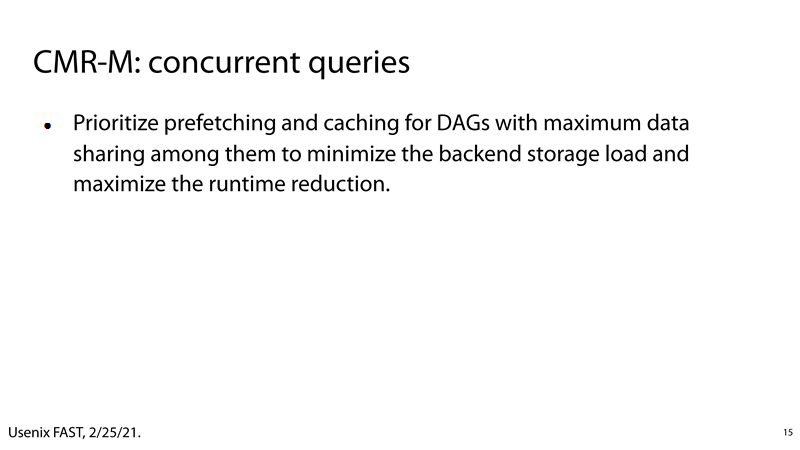 CMR-M: concurrent queries
• Prioritize prefetching and caching for DAGs with maximum data
sharing among them to minimize the backend storage load and
maximize the runtime reduction.
Usenix FAST, 2/25/21.
15